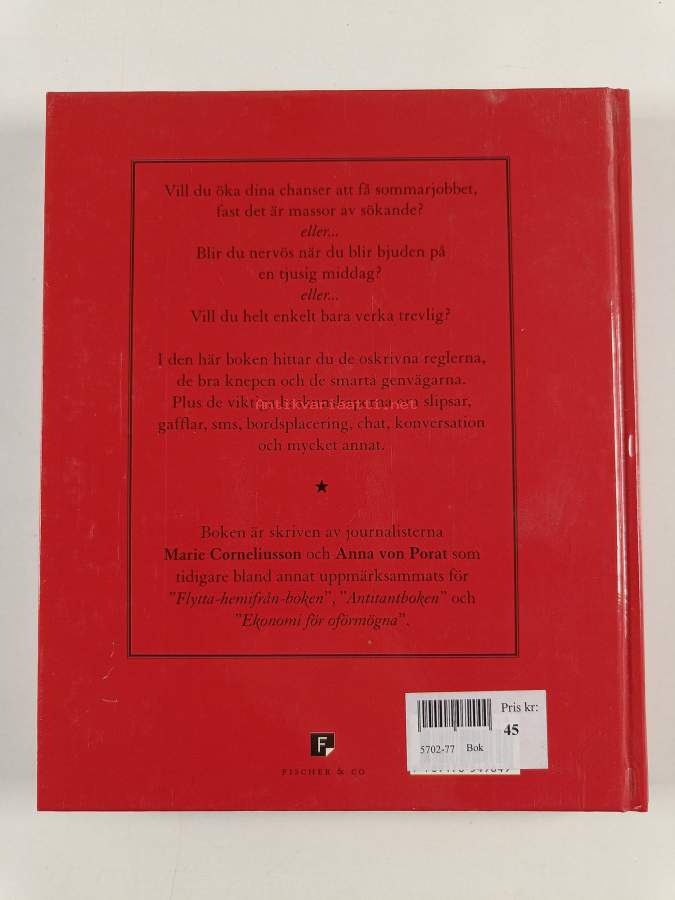 Vill du öka dina chanser att få sommarjobbet,
fast det är massor av sökande?
eller...
Blir du nervös när du blir bjuden på
en tjusig middag?
eller...
Vill du helt enkelt bara verka trevlig?
I den här boken hittar du de oskrivna reglerna,
de bra knepen och de smarta genvägarna.
Plus de om slipsar,
Antikvariaatti.net
gafflar, sms, bordsplacering, chat, konversation
och mycket annat.
★
Boken är skriven av journalisterna
Marie Corneliusson och Anna von Porat som
tidigare bland annat uppmärksammats för
”Flytta-hemifrån-boken”, ”Antitantboken” och
”Ekonomi för oförmögna”.
Pris kr:
45
5702-77 Bok
F
FISCHER & CO